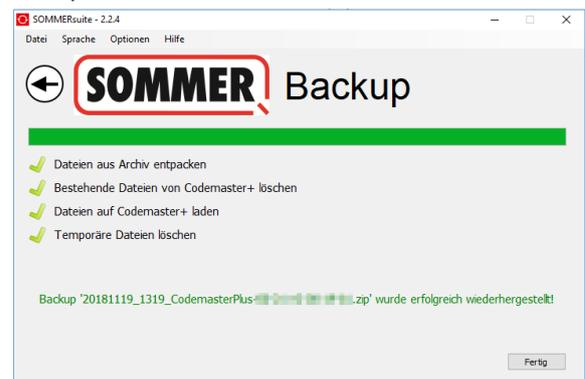 SOMMERsuite - 2.2.4
Datei Sprache Optionen Hilfe
SOMMER Backup
Dateien aus Archiv entpacken
Bestehende Dateien von Codemaster+ löschen
Dateien auf Codemaster+ laden
Temporäre Dateien löschen
Backup '20181119_1319_CodemasterPlus- .zip' wurde erfolgreich wiederhergestellt!
Fertig